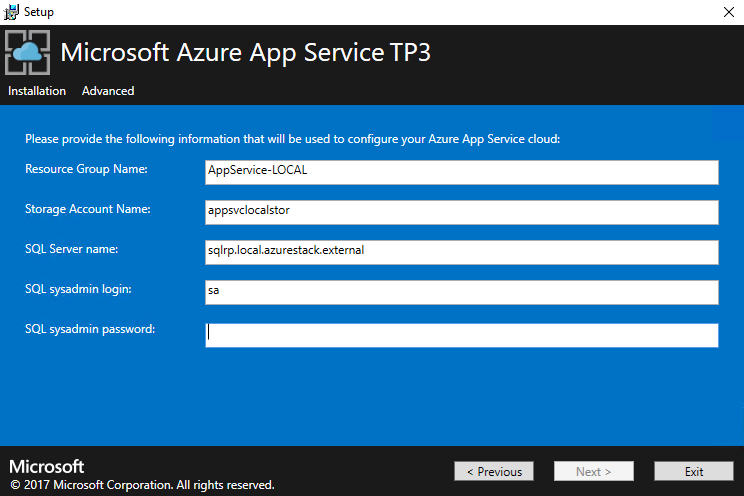 Setup
Microsoft Azure App Service TP3
Installation Advanced
Please provide the following information that will be used to configure your Azure App Service cloud:
Resource Group Name: AppService-LOCAL
Storage Account Name: appsvclocalstor
SQL Server name: sqlrp.local.azurestack.external
SQL sysadmin login: sa
SQL sysadmin password:
Microsoft
© 2017 Microsoft Corporation. All rights reserved.
< Previous Next > Exit